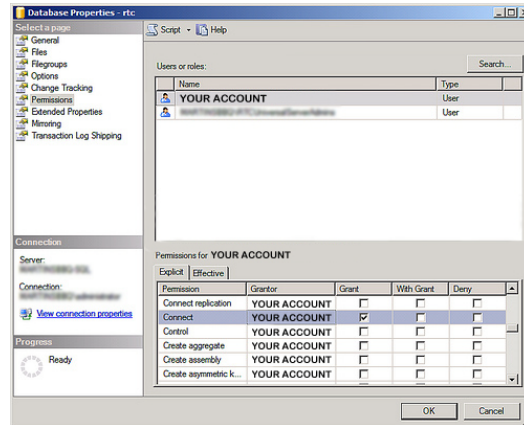 Database Properties - rtc
Select a page
General
Files
Filegroups
Options
Change Tracking
Permissions
Extended Properties
Mirroring
Transaction Log Shipping
Connection
Server:
Connection:
View connection properties
Progress
Ready
Script Help
Users or roles:
Search...
Name Type
YOUR ACCOUNT User
User
Permissions for YOUR ACCOUNT
Explicit Effective
Permission Grantor Grant With Grant Deny
Connect replication YOUR ACCOUNT
Connect YOUR ACCOUNT
Control YOUR ACCOUNT
Create aggregate YOUR ACCOUNT
Create assembly YOUR ACCOUNT
Create asymmetric k... YOUR ACCOUNT
OK Cancel